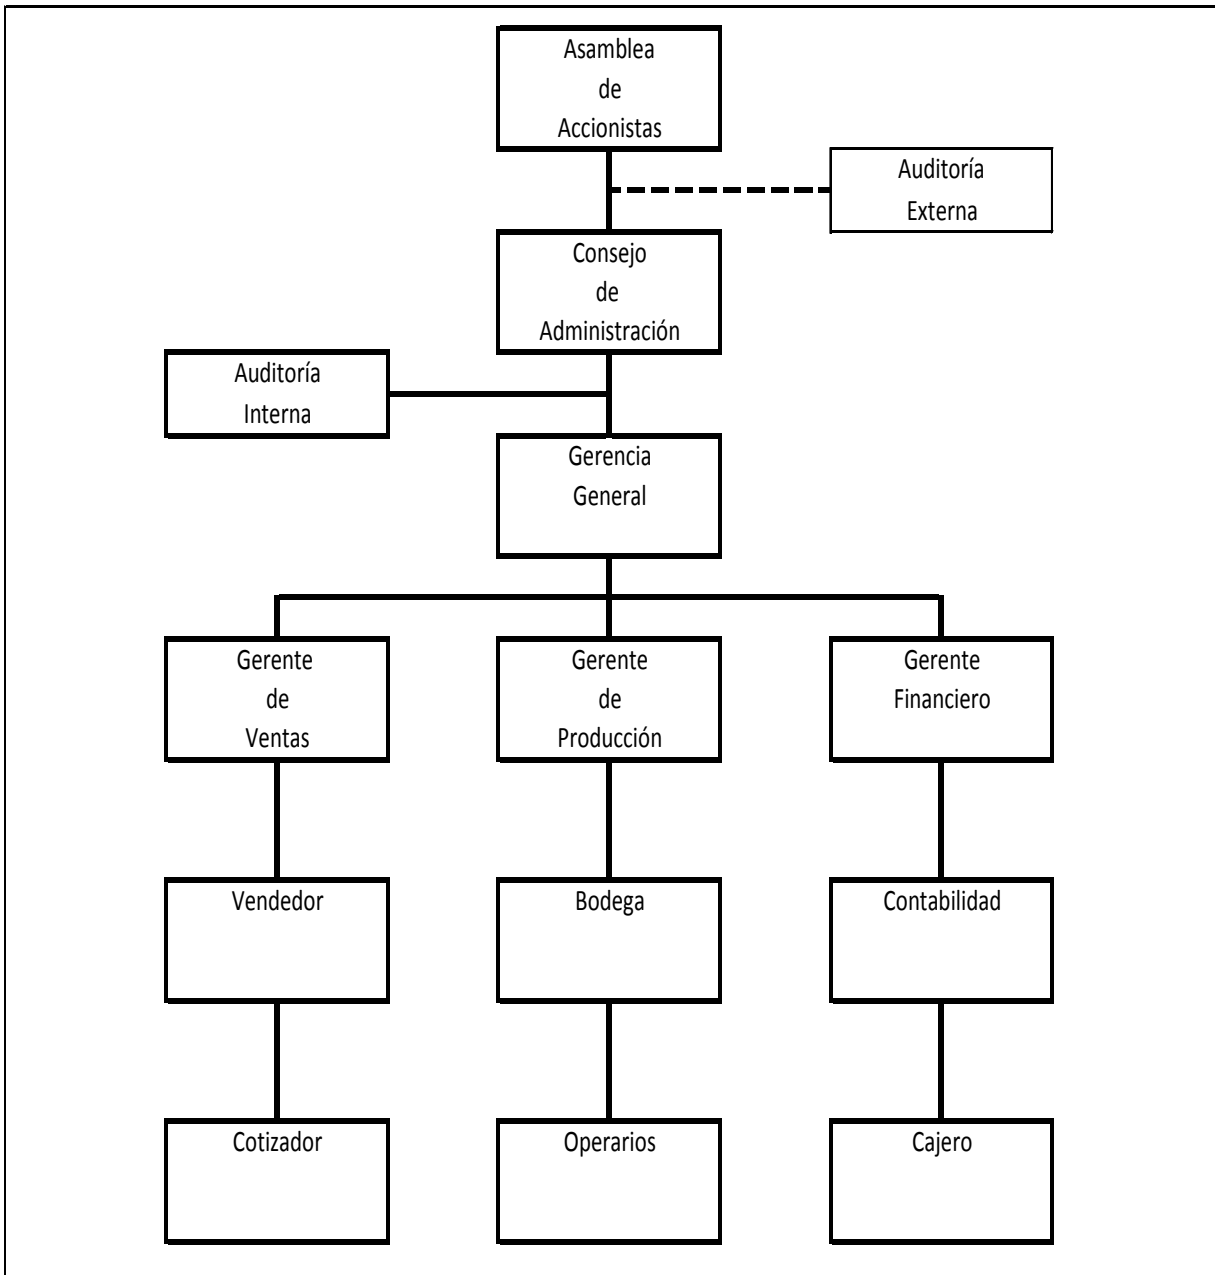 Asamblea
de
Accionistas
Auditoría
Externa
Consejo
de
Administración
Auditoría
Interna
Gerencia
General
Gerente
de
Ventas
Gerente
de
Producción
Gerente
Financiero
Vendedor
Bodega
Contabilidad
Cotizador
Operarios
Cajero